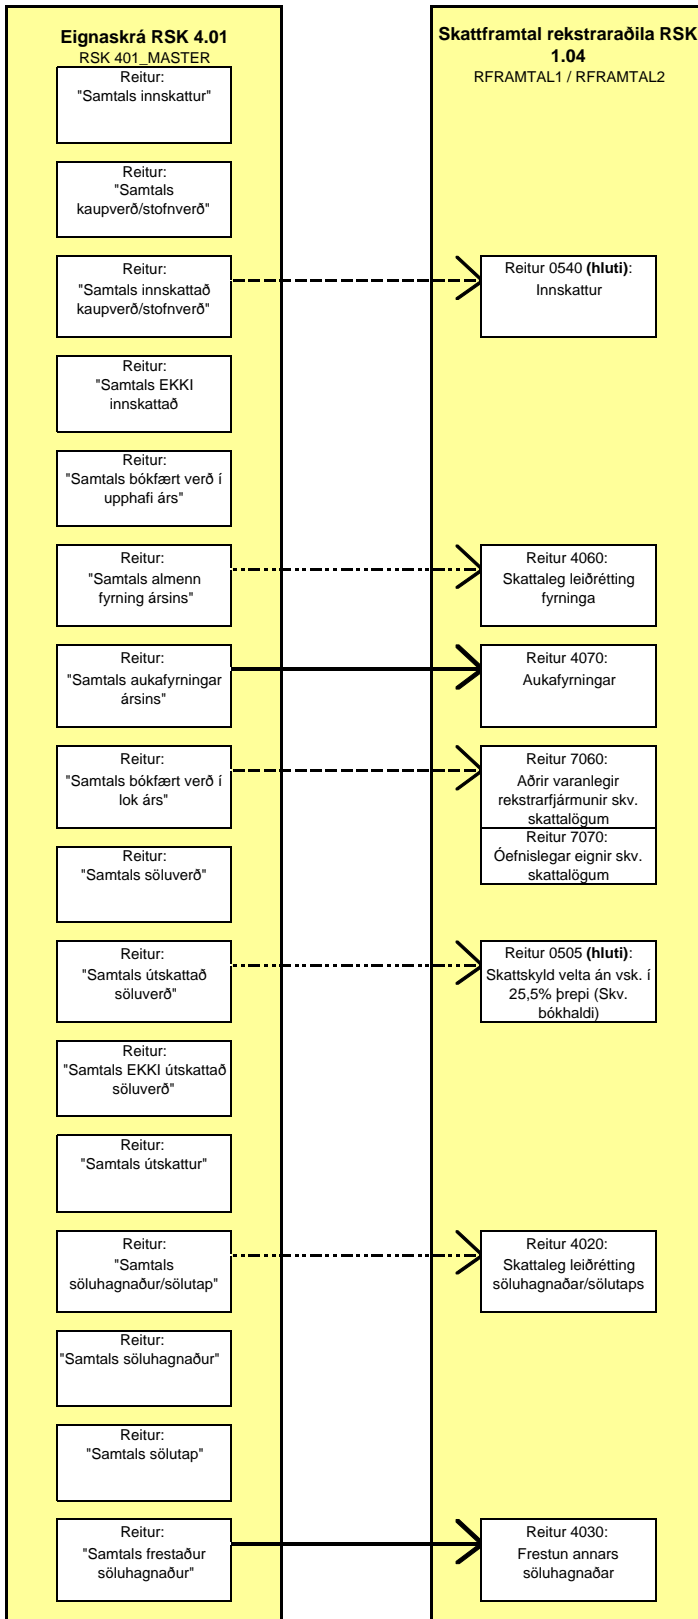 Eignaskrá RSK 4.01
RSK 401_MASTER
Reitur:
"Samtals innskattur"
Reitur:
"Samtals
kaupverð/stofnverð"
Reitur:
"Samtals innskattað
kaupverð/stofnverð"
Reitur:
"Samtals EKKI
innskattað
Reitur:
"Samtals bókfært verð í
upphafi árs"
Reitur:
"Samtals almenn
fyrning ársins"
Reitur:
"Samtals aukafyrningar
ársins"
Reitur:
"Samtals bókfært verð í
lok árs"
Reitur:
"Samtals söluverð"
Reitur:
"Samtals útskattað
söluverð"
Reitur:
"Samtals EKKI útskattað
söluverð"
Reitur:
"Samtals útskattur"
Reitur:
"Samtals
söluhagnaður/sölutap"
Reitur:
"Samtals söluhagnaður"
Reitur:
"Samtals sölutap"
Reitur:
"Samtals frestaður
söluhagnaður"
Skattframtal rekstraraðila RSK
1.04
RFRAMTAL1 / RFRAMTAL2
Reitur 0540 (hluti):
Innskattur
Reitur 4060:
Skattaleg leiðrétting
fyrninga
Reitur 4070:
Aukafyrningar
Reitur 7060:
Aðrir varanlegir
rekstrarfjármunir skv.
skattalögum
Reitur 7070:
Óefnislegar eignir skv.
skattalögum
Reitur 0505 (hluti):
Skattskyld velta án vsk. í
25,5% þrepi (Skv.
bókhaldi)
Reitur 4020:
Skattaleg leiðrétting
söluhagnaðar/sölutaps
Reitur 4030:
Frestun annars
söluhagnaðar